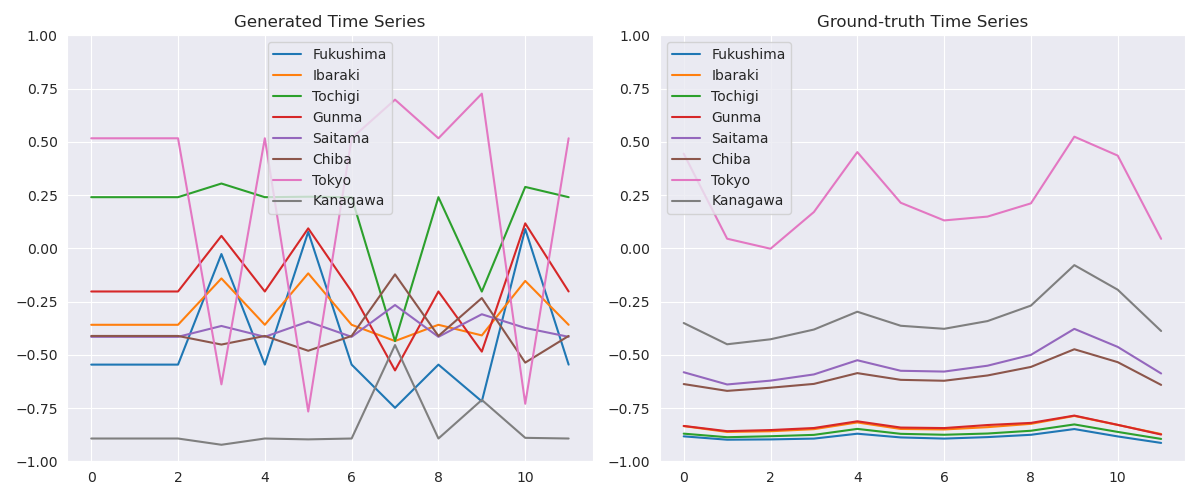 Generated Time Series
1.00
0.75
0.50
0.25
0.00
−0.25
−0.50
−0.75
−1.00
0
2
4
6
8
10
Fukushima
Ibaraki
Tochigi
Gunma
Saitama
Chiba
Tokyo
Kanagawa
Ground-truth Time Series
1.00
0.75
0.50
0.25
0.00
−0.25
−0.50
−0.75
−1.00
0
2
4
6
8
10
Fukushima
Ibaraki
Tochigi
Gunma
Saitama
Chiba
Tokyo
Kanagawa